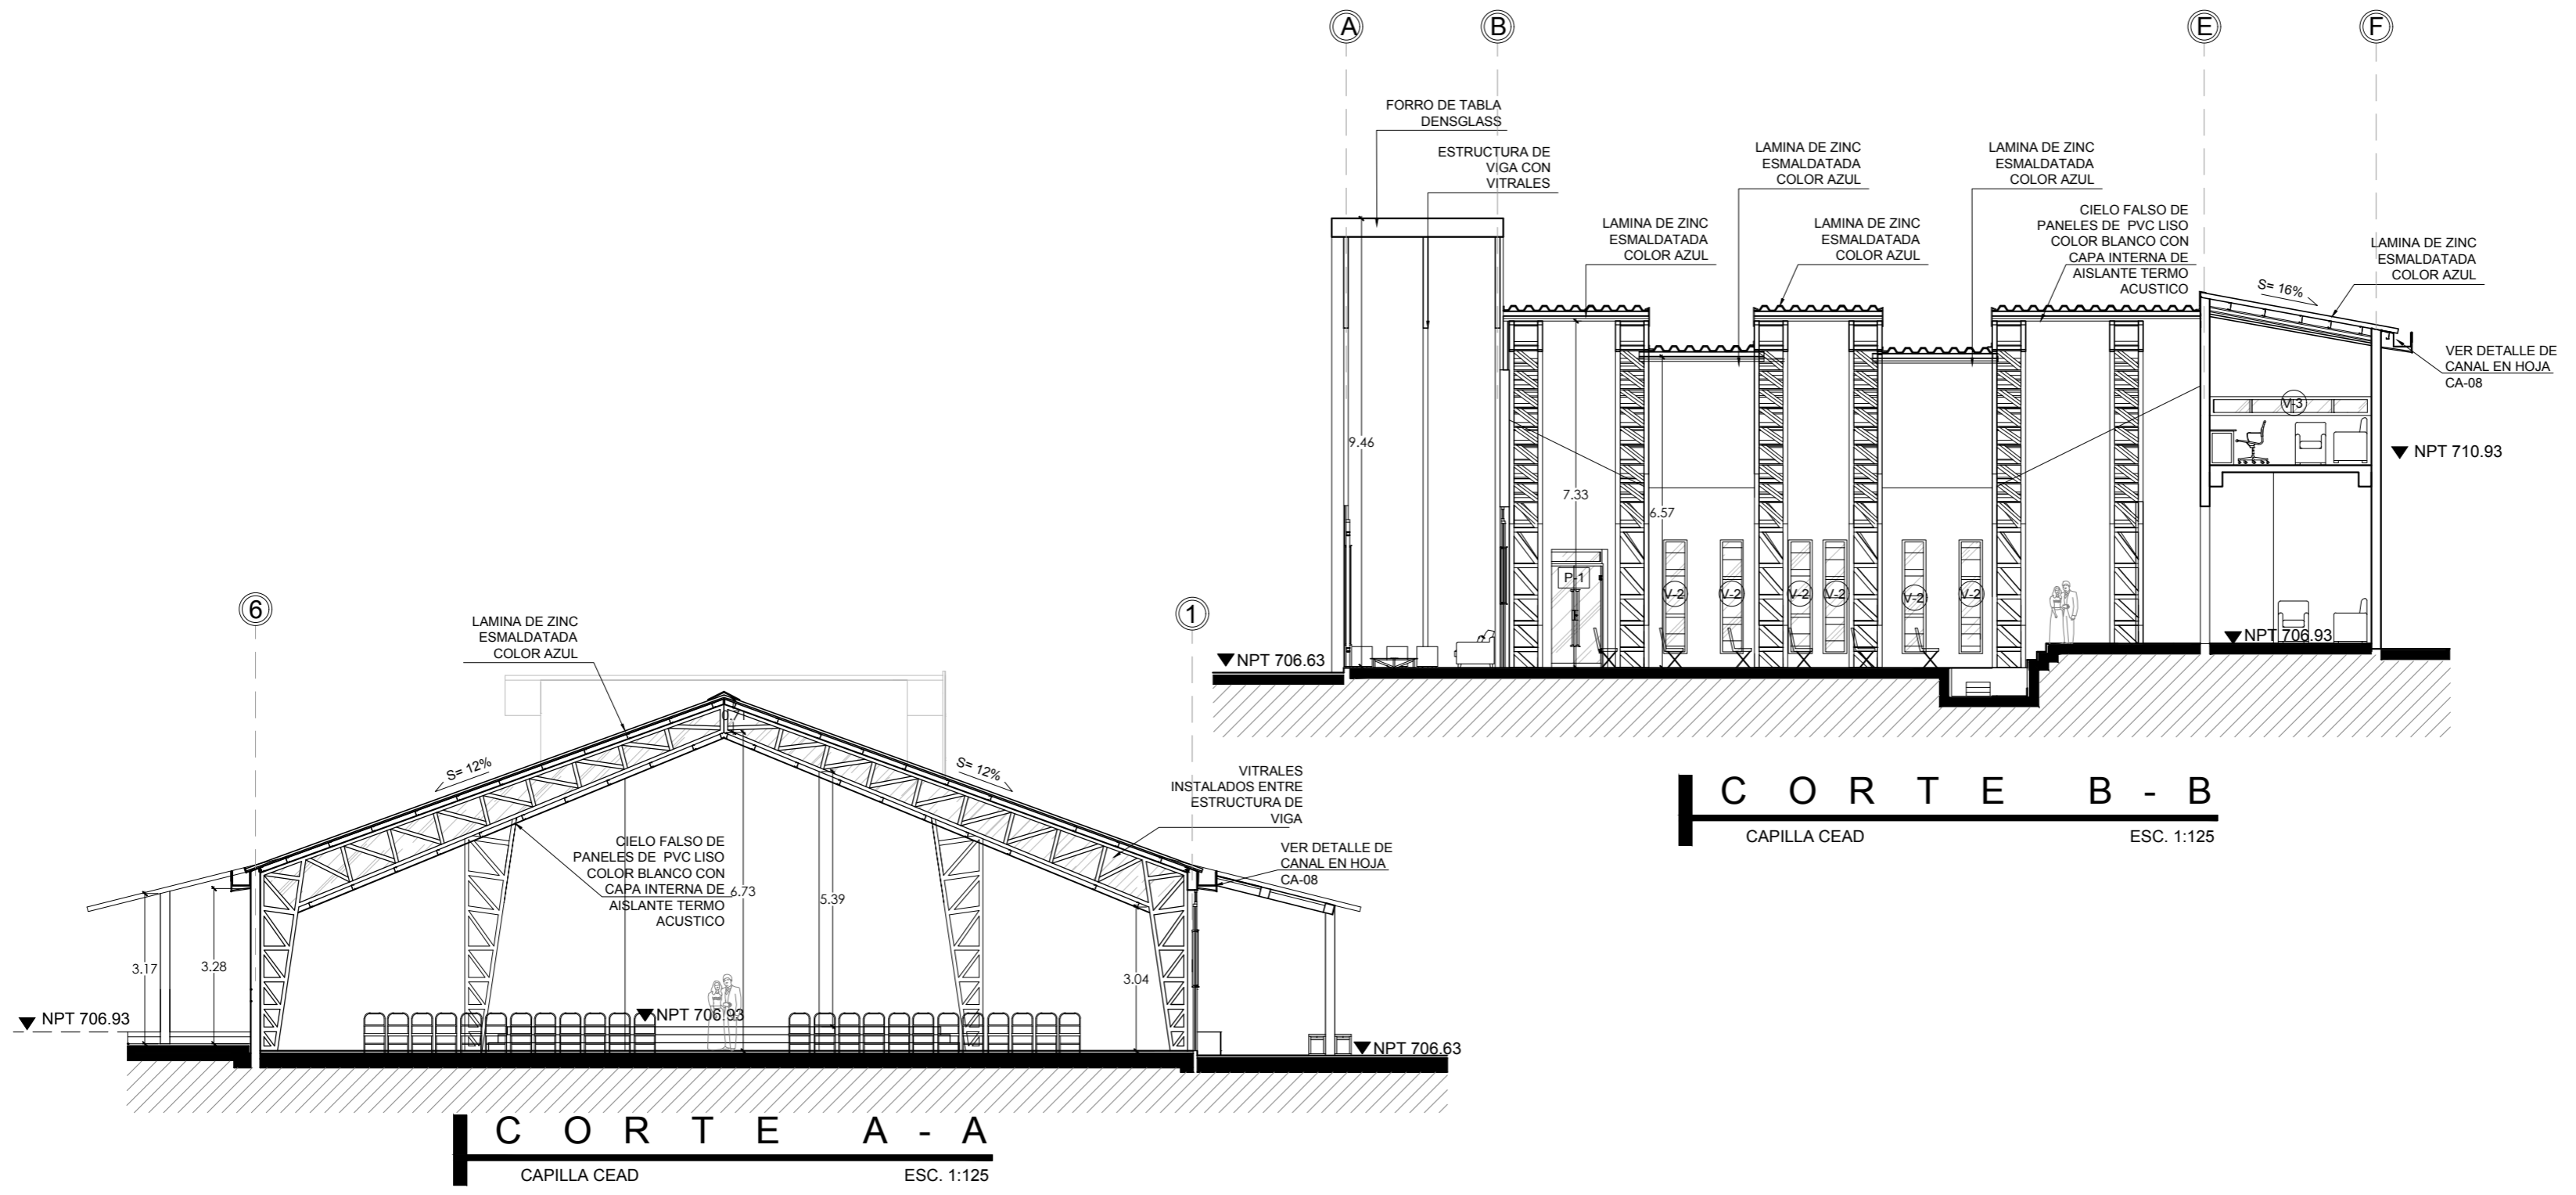 A
B
E
F
FORRO DE TABLA
DENSGLASS
ESTRUCTURA DE
VIGA CON
VITRALES
LAMINA DE ZINC
ESMALDATADA
COLOR AZUL
LAMINA DE ZINC
ESMALDATADA
COLOR AZUL
LAMINA DE ZINC
ESMALDATADA
COLOR AZUL
LAMINA DE ZINC
ESMALDATADA
COLOR AZUL
CIELO FALSO DE
PANELES DE PVC LISO
COLOR BLANCO CON
CAPA INTERNA DE
AISLANTE TERMO
ACUSTICO
LAMINA DE ZINC
ESMALDATADA
COLOR AZUL
S= 16%
VER DETALLE DE
CANAL EN HOJA
CA-08
V-3
NPT 710.93
9.46
7.33
6.57
P-1
V-2
V-2
V-2
V-2
V-2
V-2
NPT 706.63
NPT 706.93
CORTE B-B
CAPILLA CEAD
ESC. 1:125
6
1
LAMINA DE ZINC
ESMALDATADA
COLOR AZUL
0.71
S= 12%
S= 12%
VITRALES
INSTALADOS ENTRE
ESTRUCTURA DE
VIGA
CIELO FALSO DE
PANELES DE PVC LISO
COLOR BLANCO CON
CAPA INTERNA DE
AISLANTE TERMO
ACUSTICO
VER DETALLE DE
CANAL EN HOJA
CA-08
6.73
5.39
3.17
3.28
3.04
NPT 706.93
NPT 706.93
NPT 706.63
CORTE A-A
CAPILLA CEAD
ESC. 1:125